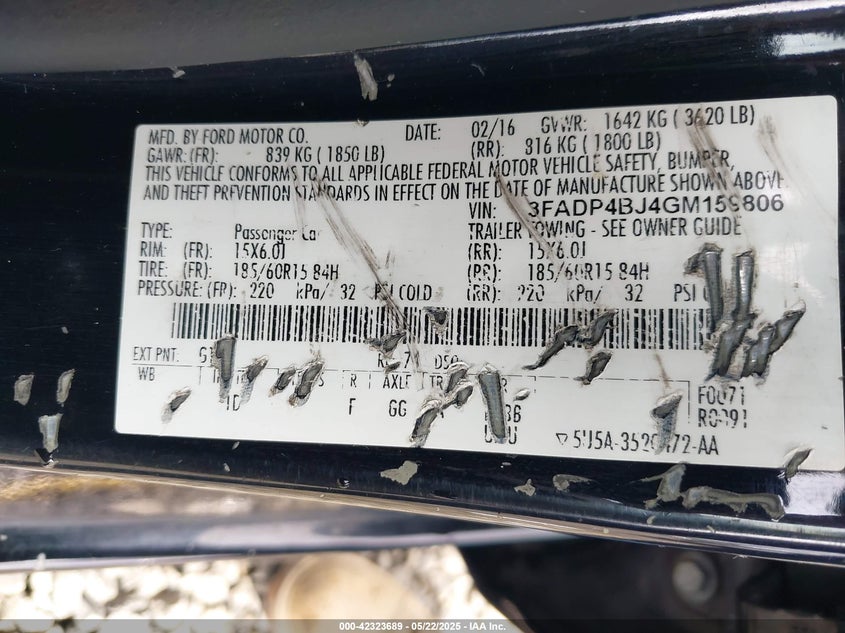 MFD. BY FORD MOTOR CO. DATE: 02/16 GVWR: 1642 KG ( 3620 LB)
GAWR: (FR): 839 KG ( 1850 LB) (RR): 816 KG ( 1800 LB)
THIS VEHICLE CONFORMS TO ALL APPLICABLE FEDERAL MOTOR VEHICLE SAFETY, BUMPER,
AND THEFT PREVENTION STANDARDS IN EFFECT ON THE DATE OF MANUFACTURE SHOWN ABOVE.
VIN: 3FADP4BJ4GM159806
TYPE: Passenger Car TRAILER TOWING - SEE OWNER GUIDE
RIM: (FR): 15X6.0J (RR): 15X6.0J
TIRE: (FR): 185/60R15 84H (RR): 185/60R15 84H
PRESSURE: (FR): 220 kPa/ 32 PSI COLD (RR): 220 kPa/ 32 PSI
EXT PNT: DSO
WB R AXLE
F GG
F0071
R0091
5U5A-3520472-AA
000-42323689 - 05/22/2025 - IAA Inc.